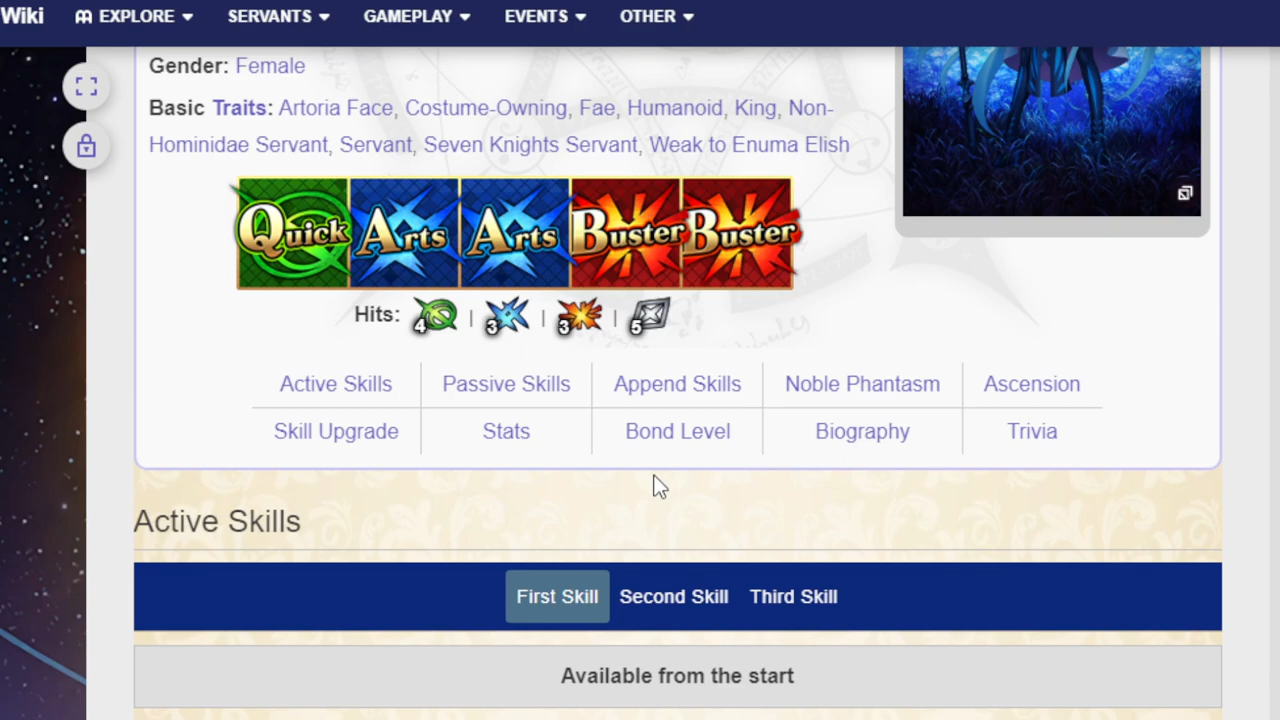 Wiki EXPLORE SERVANTS GAMEPLAY EVENTS OTHER
Gender: Female
Basic Traits: Artoria Face, Costume-Owning, Fae, Humanoid, King, Non-
Hominidae Servant, Servant, Seven Knights Servant, Weak to Enuma Elish
Quick Arts Arts Buster Buster
Hits: 4 | 3 | 3 | 5
Active Skills Passive Skills Append Skills Noble Phantasm Ascension
Skill Upgrade Stats Bond Level Biography Trivia
Active Skills
First Skill Second Skill Third Skill
Available from the start